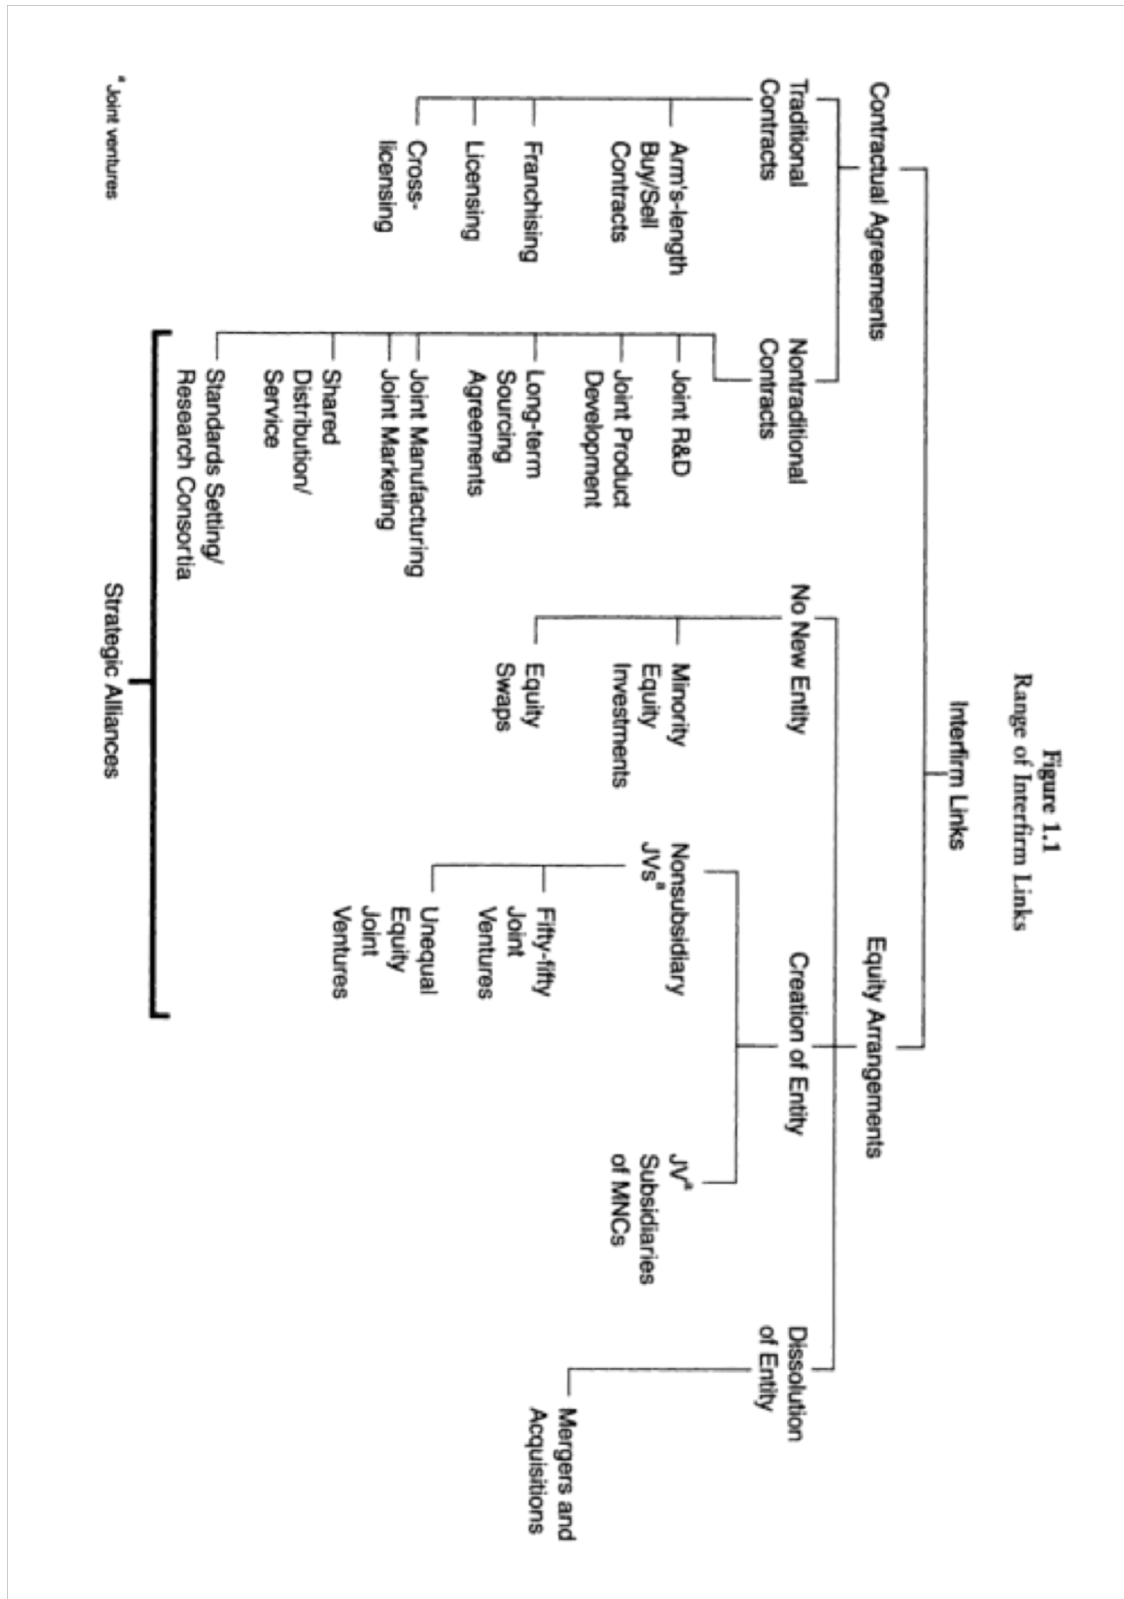 Figure 1.1
Range of Interfirm Links
Interfirm Links
Contractual Agreements
Equity Arrangements
Traditional
Contracts
Nontraditional
Contracts
No New Entity
Creation of Entity
Dissolution
of Entity
Arm's-length
Buy/Sell
Contracts
Franchising
Licensing
Cross-
licensing
Joint R&D
Joint Product
Development
Long-term
Sourcing
Agreements
Joint Manufacturing
Joint Marketing
Shared
Distribution/
Service
Standards Setting/
Research Consortia
Minority
Equity
Investments
Equity
Swaps
Nonsubsidiary
JVsª
Fifty-fifty
Joint
Ventures
Unequal
Equity
Joint
Ventures
JVª
Subsidiaries
of MNCs
Mergers and
Acquisitions
Strategic Alliances
ª Joint ventures